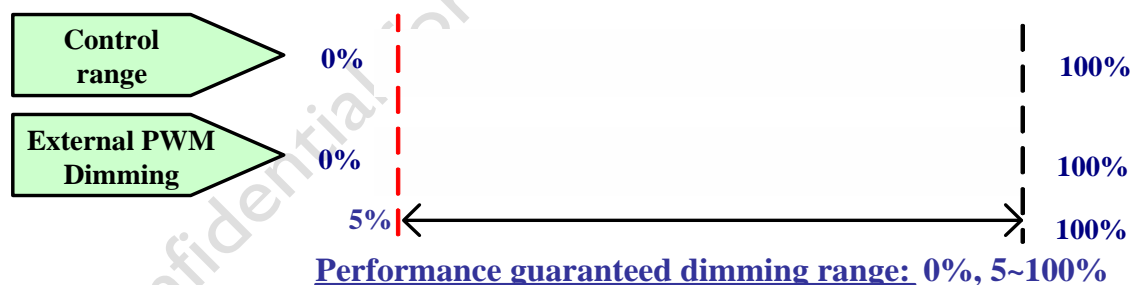 Control
range
0%
100%
External PWM
Dimming
0%
100%
5%
100%
Performance guaranteed dimming range: 0%, 5~100%